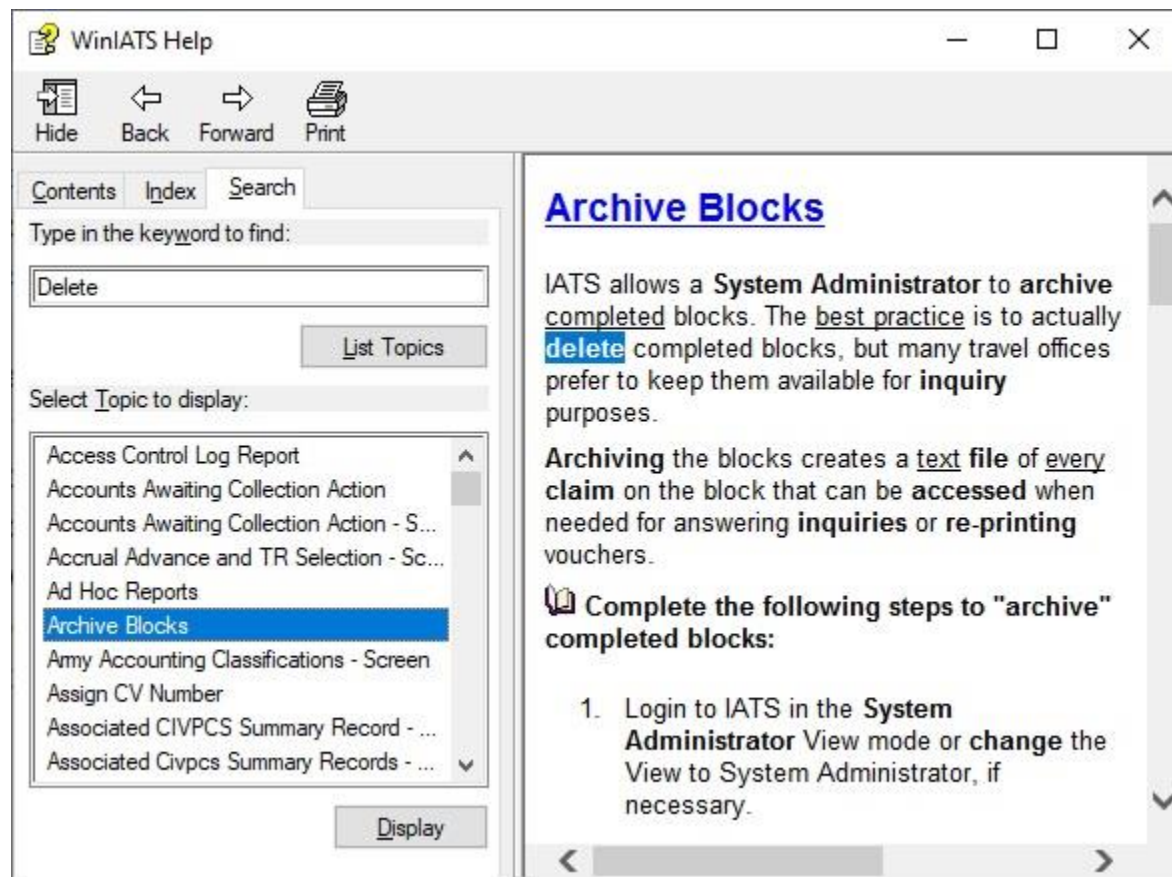 WinIATS Help
Hide Back Forward Print
Contents Index Search
Type in the keyword to find:
Delete
List Topics
Select Topic to display:
Access Control Log Report
Accounts Awaiting Collection Action
Accounts Awaiting Collection Action - S...
Accrual Advance and TR Selection - Sc...
Ad Hoc Reports
Archive Blocks
Army Accounting Classifications - Screen
Assign CV Number
Associated CIVPCS Summary Record - ...
Associated Civpcs Summary Records - ...
Display
Archive Blocks
IATS allows a System Administrator to archive
completed blocks. The best practice is to actually
delete completed blocks, but many travel offices
prefer to keep them available for inquiry
purposes.
Archiving the blocks creates a text file of every
claim on the block that can be accessed when
needed for answering inquiries or re-printing
vouchers.
Complete the following steps to "archive"
completed blocks:
1. Login to IATS in the System
Administrator View mode or change the
View to System Administrator, if
necessary.